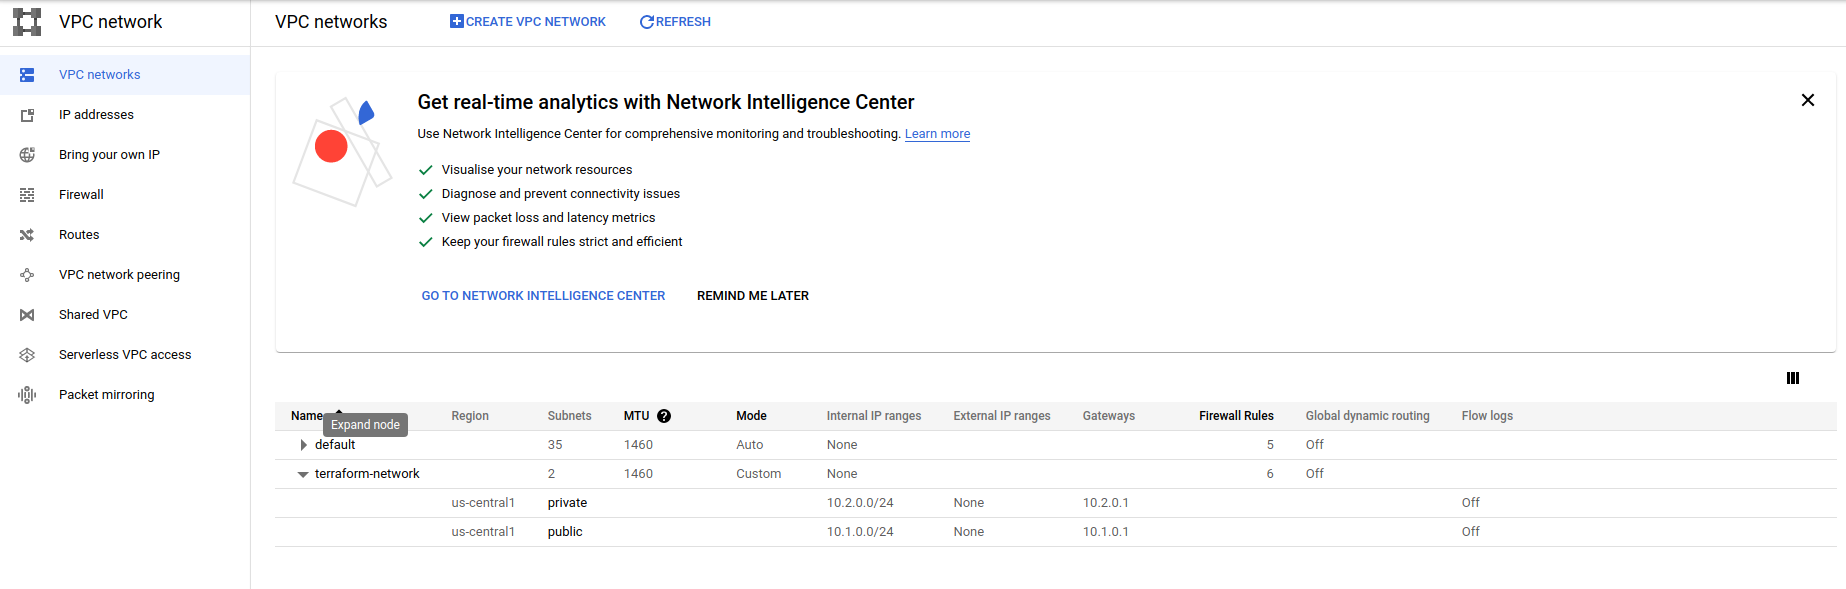 VPC network
VPC networks
CREATE VPC NETWORK
REFRESH
VPC networks
IP addresses
Bring your own IP
Firewall
Routes
VPC network peering
Shared VPC
Serverless VPC access
Packet mirroring
Get real-time analytics with Network Intelligence Center
Use Network Intelligence Center for comprehensive monitoring and troubleshooting. Learn more
Visualise your network resources
Diagnose and prevent connectivity issues
View packet loss and latency metrics
Keep your firewall rules strict and efficient
GO TO NETWORK INTELLIGENCE CENTER REMIND ME LATER
Name Region Subnets MTU ? Mode Internal IP ranges External IP ranges Gateways Firewall Rules Global dynamic routing Flow logs
Expand node
default 35 1460 Auto None 5 Off
terraform-network 2 1460 Custom None 6 Off
us-central1 private 10.2.0.0/24 None 10.2.0.1 Off
us-central1 public 10.1.0.0/24 None 10.1.0.1 Off